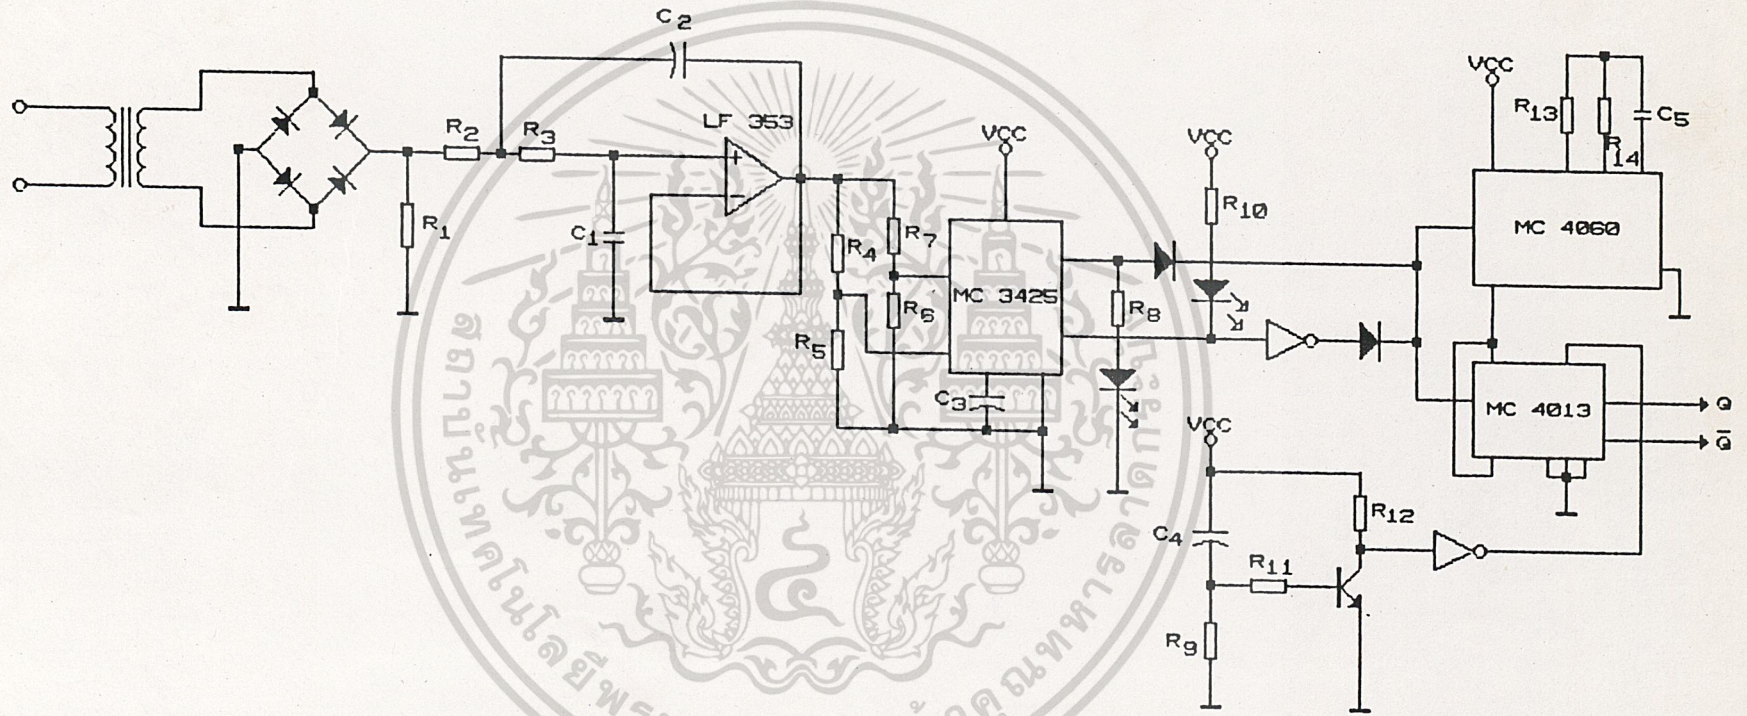 C2
LF 353
R2
R3
R1
C1
VCC
R4
R7
R5
R6
MC 3425
C3
VCC
R10
R8
VCC
R13
R14
C5
MC 4060
MC 4013
Q
Q̅
VCC
C4
R12
R11
R9